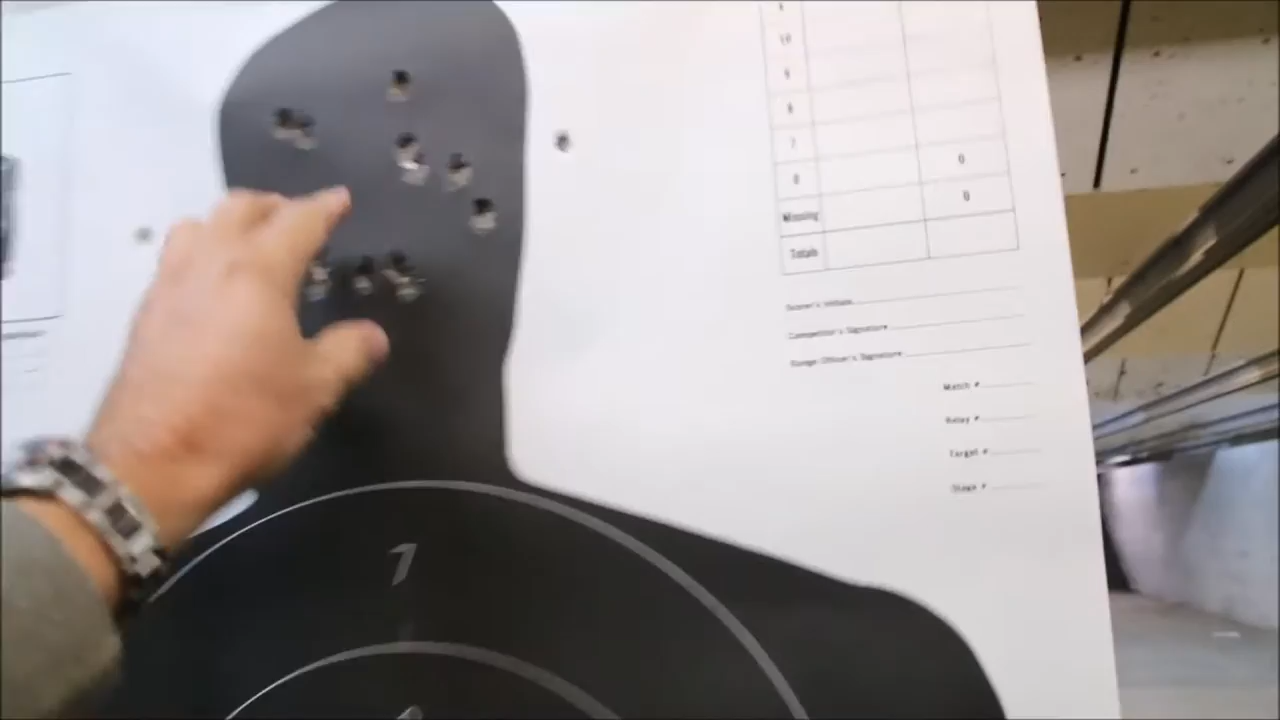 10
9
8
7
0 0
Missing 0
Totals
Scorer's Initials
Competitor's Signature
Range Officer's Signature
Match #
Relay #
Target #
Stage #
7